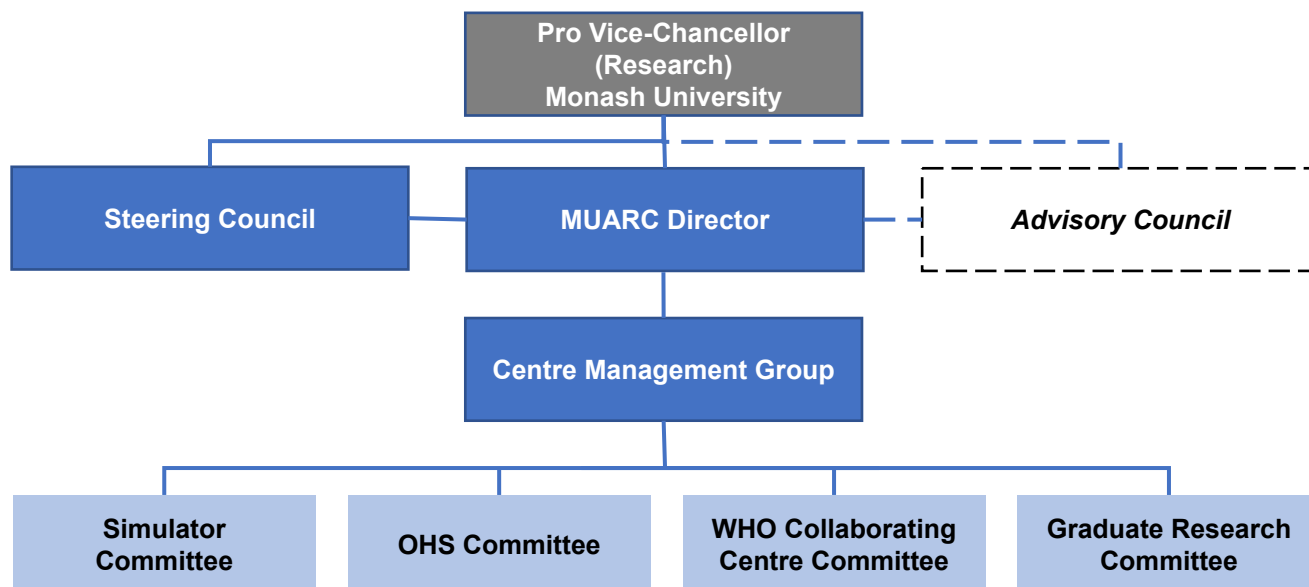 Pro Vice-Chancellor
(Research)
Monash University
Steering Council
MUARC Director
Advisory Council
Centre Management Group
Simulator
Committee
OHS Committee
WHO Collaborating
Centre Committee
Graduate Research
Committee